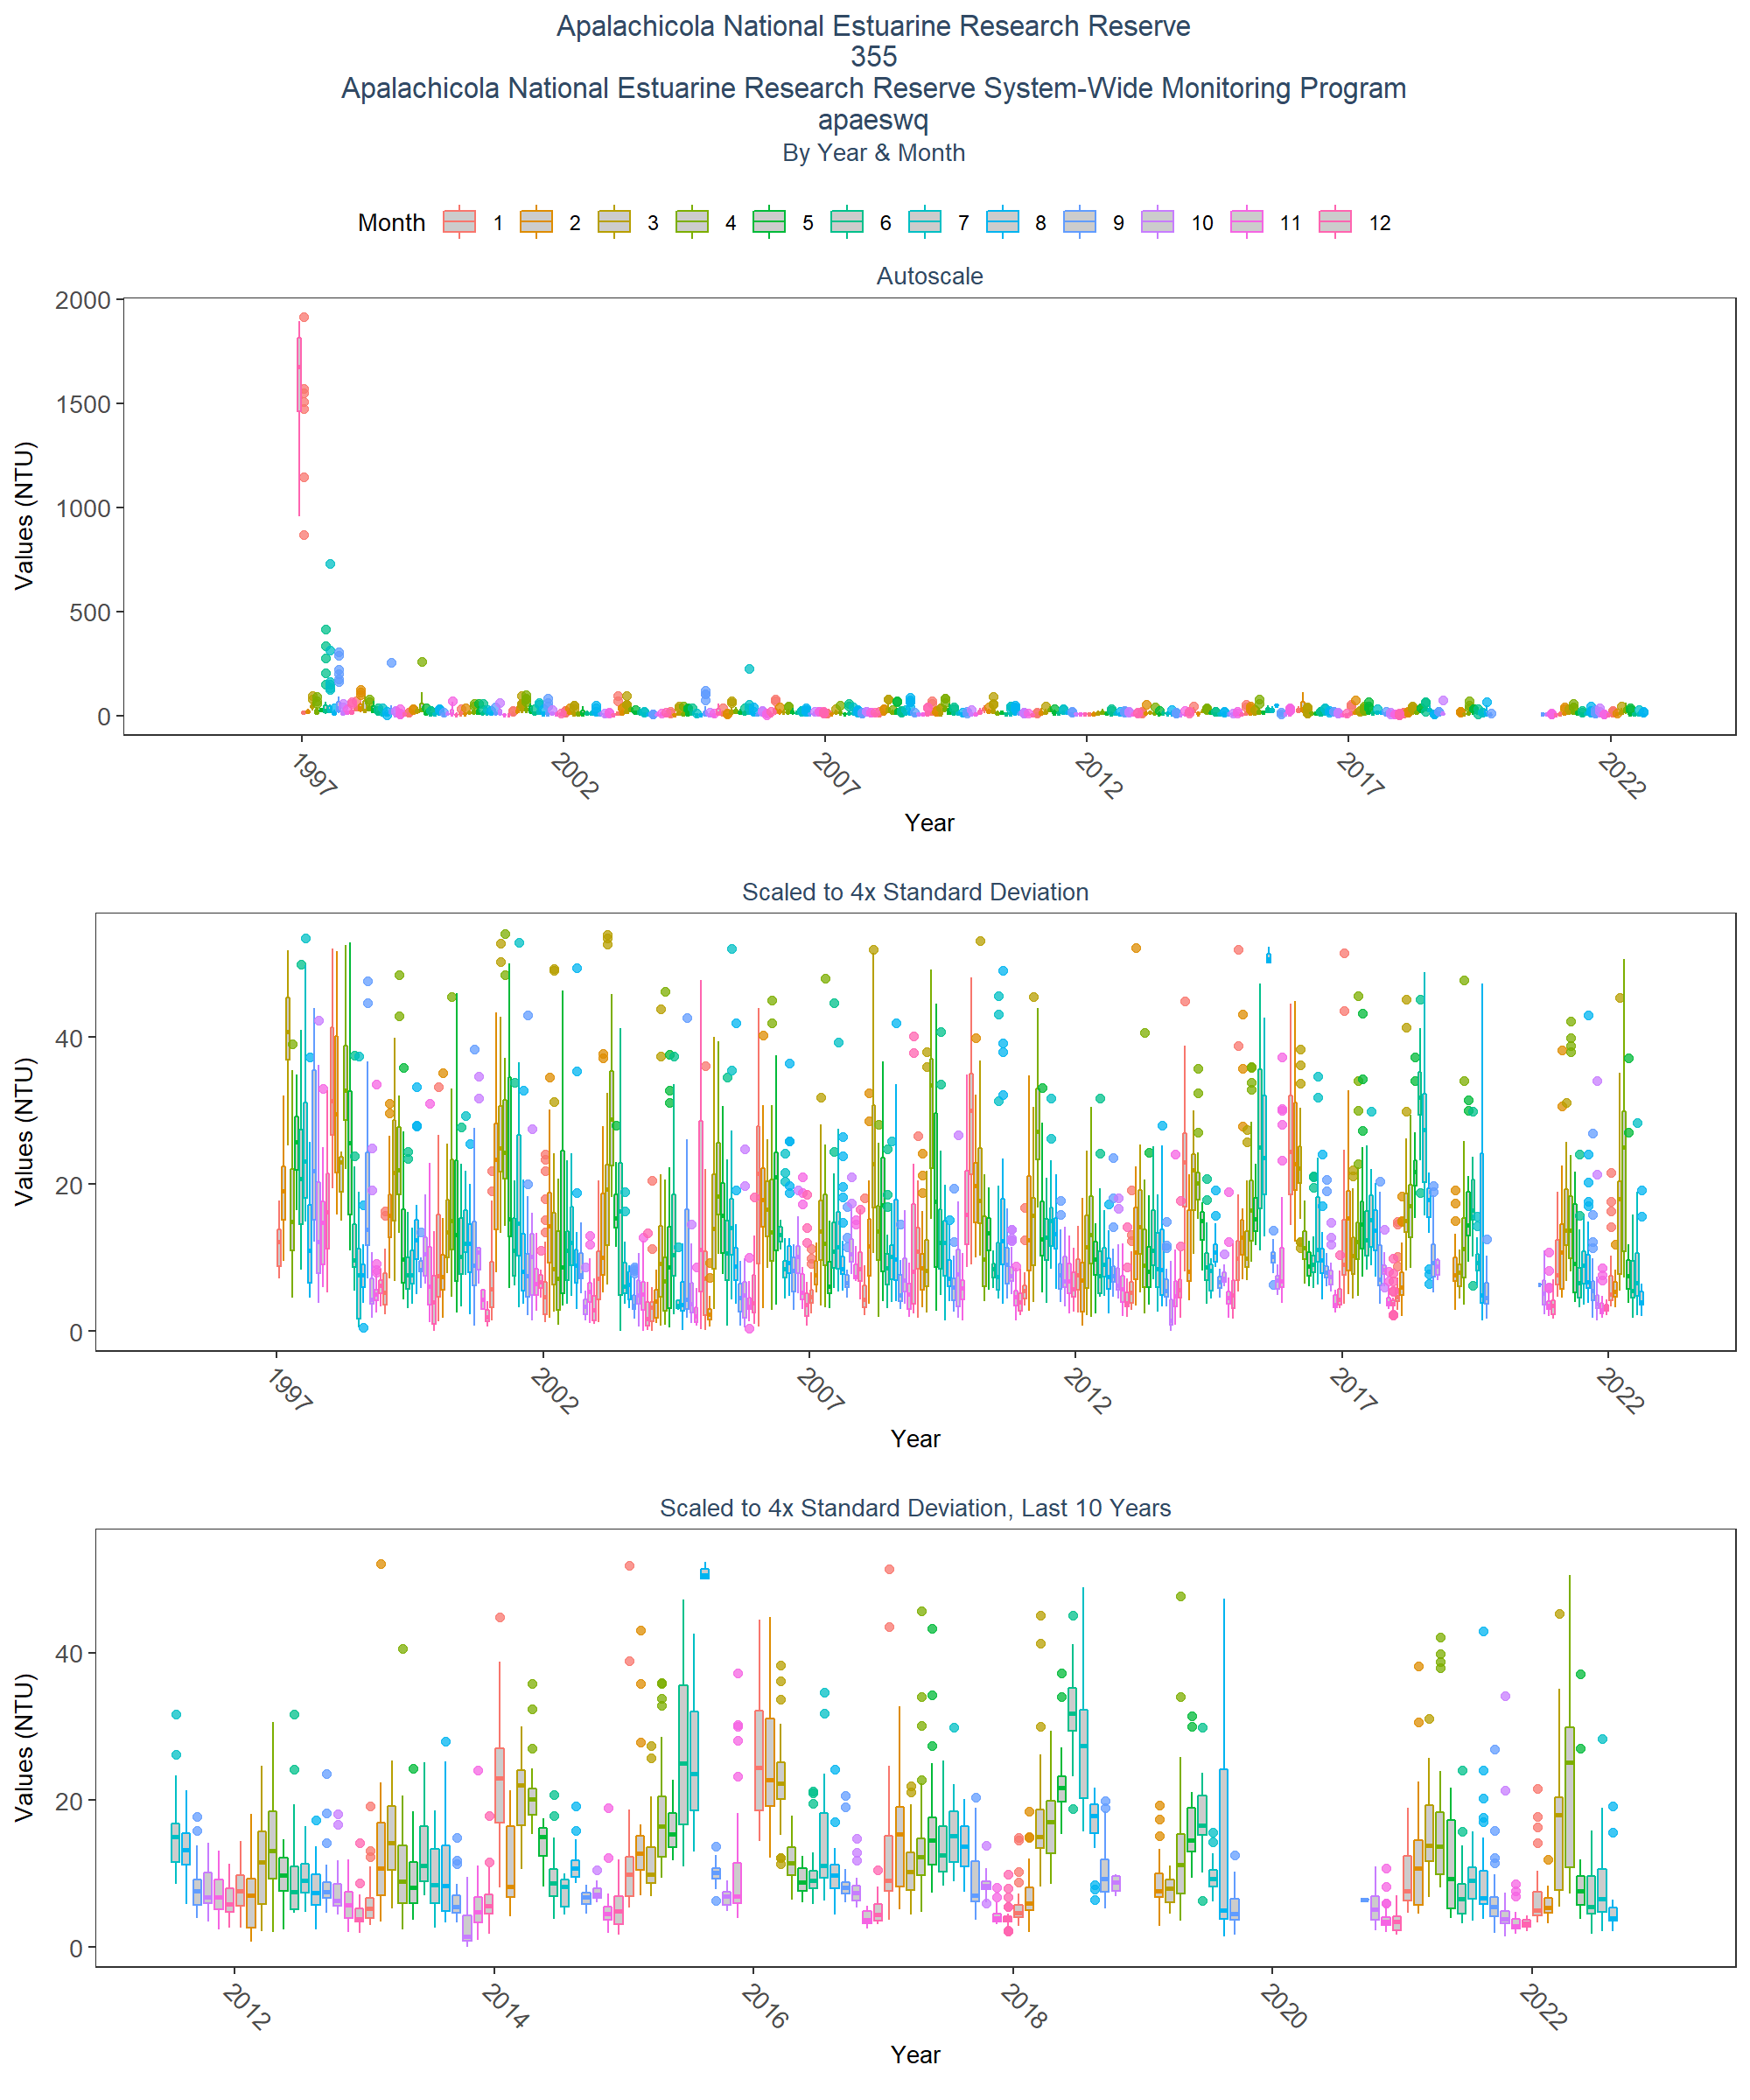 Apalachicola National Estuarine Research Reserve
355
Apalachicola National Estuarine Research Reserve System-Wide Monitoring Program
apaeswq
By Year & Month
Month 1 2 3 4 5 6 7 8 9 10 11 12
Autoscale
Values (NTU)
2000
1500
1000
500
0
1997 2002 2007 2012 2017 2022
Year
Scaled to 4x Standard Deviation
Values (NTU)
40
20
0
1997 2002 2007 2012 2017 2022
Year
Scaled to 4x Standard Deviation, Last 10 Years
Values (NTU)
40
20
0
2012 2014 2016 2018 2020 2022
Year